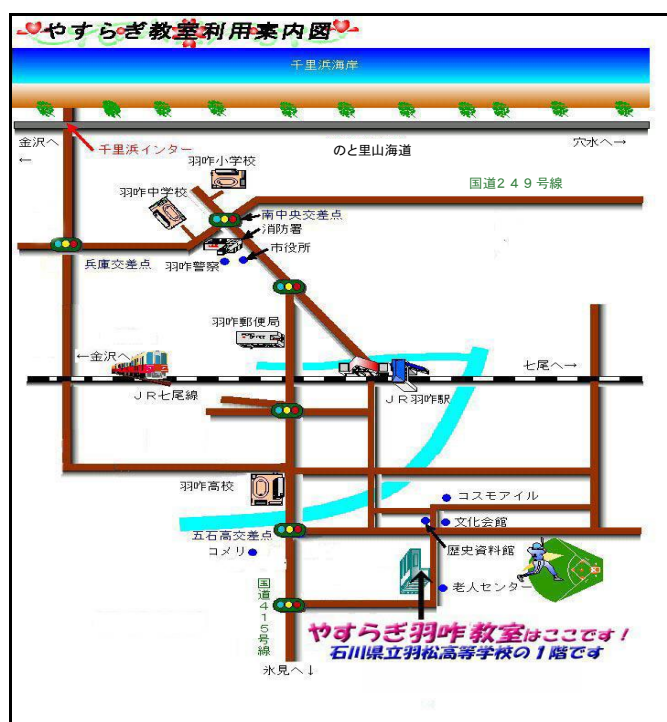 やすらぎ教室利用案内図
千里浜海岸
金沢へ
←
千里浜インター
のと里山海道
穴水へ→
羽咋小学校
国道249号線
羽咋中学校
南中央交差点
消防署
市役所
兵庫交差点
羽咋警察
羽咋郵便局
←金沢へ
七尾へ→
JR七尾線
JR羽咋駅
羽咋高校
コスモアイル
五石高交差点
文化会館
コメリ
歴史資料館
国道415号線
老人センター
やすらぎ羽咋教室はここです!
石川県立羽松高等学校の1階です
氷見へ↓